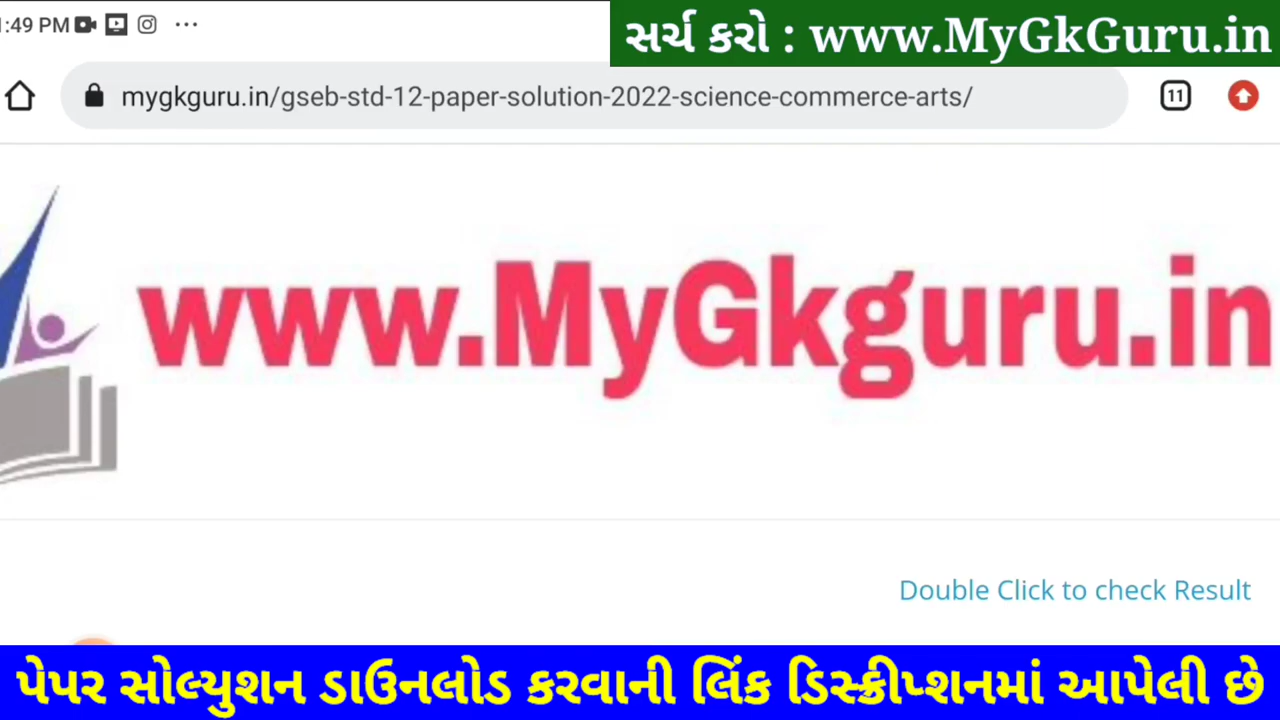 :49 PM
સર્ચ કરો : www.MyGkGuru.in
mygkguru.in/gseb-std-12-paper-solution-2022-science-commerce-arts/
11
www.MyGkguru.in
Double Click to check Result
પેપર સોલ્યુશન ડાઉનલોડ કરવાની લિંક ડિસ્ક્રીપ્શનમાં આપેલી છે